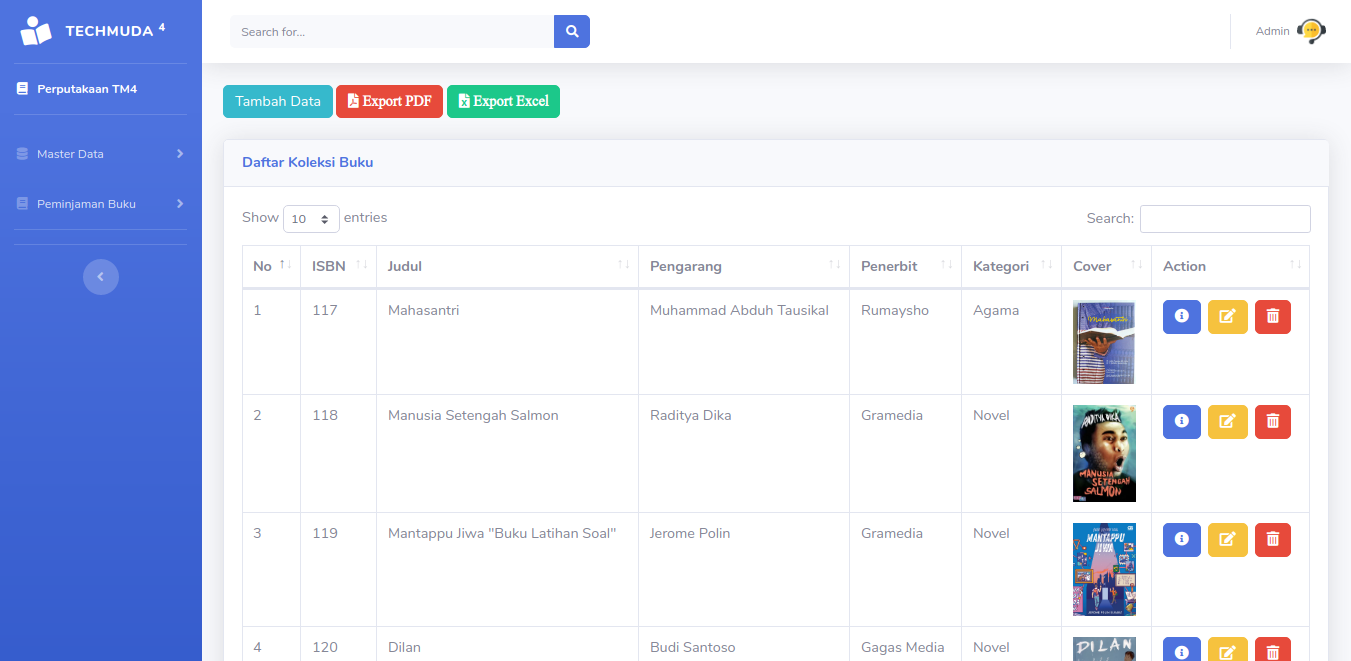 TECHMUDA 4
Search for...
Admin
Perputakaan TM4
Master Data
Peminjaman Buku
Tambah Data
Export PDF
Export Excel
Daftar Koleksi Buku
Show 10 entries
Search:
No ISBN Judul Pengarang Penerbit Kategori Cover Action
1 117 Mahasantri Muhammad Abduh Tausikal Rumaysho Agama
Mahasantri
2 118 Manusia Setengah Salmon Raditya Dika Gramedia Novel
RADITYA DIKA
MANUSIA
SETENGAH
SALMON
3 119 Mantappu Jiwa "Buku Latihan Soal" Jerome Polin Gramedia Novel
MANTAPPU
JIWA
4 120 Dilan Budi Santoso Gagas Media Novel
DILAN